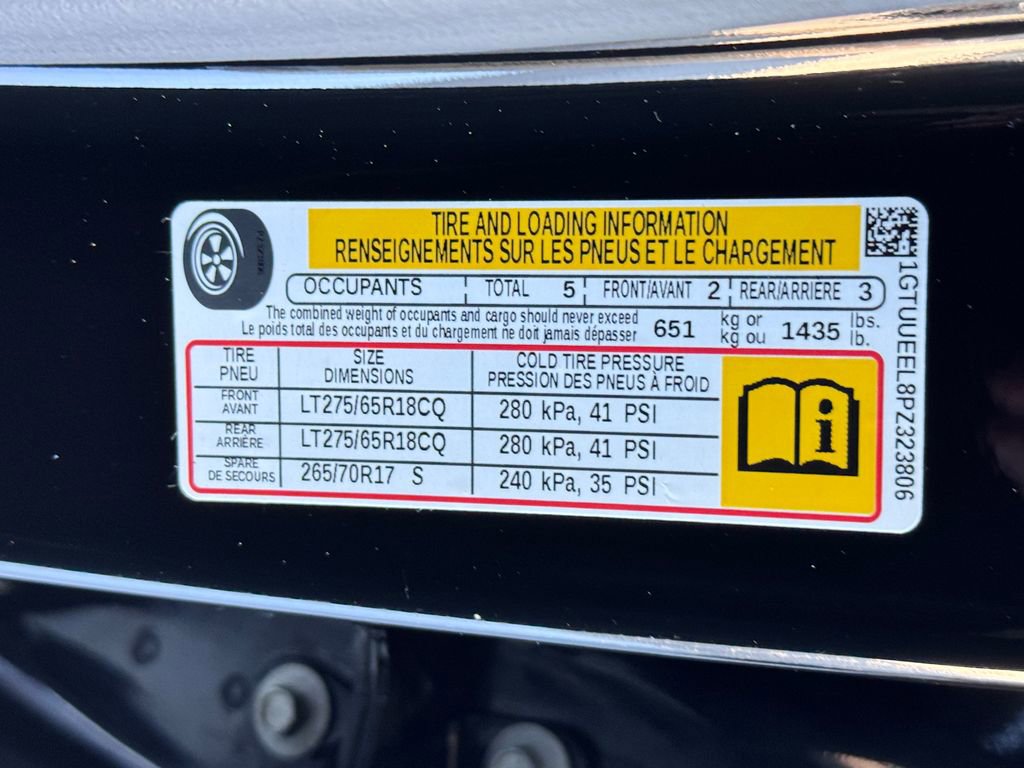 TIRE AND LOADING INFORMATION
RENSEIGNEMENTS SUR LES PNEUS ET LE CHARGEMENT
OCCUPANTS TOTAL 5 FRONT/AVANT 2 REAR/ARRIÈRE 3
The combined weight of occupants and cargo should never exceed
Le poids total des occupants et du chargement ne doit jamais dépasser
651 kg or 1435 lbs.
kg ou lb.
TIRE SIZE COLD TIRE PRESSURE
PNEU DIMENSIONS PRESSION DES PNEUS À FROID
FRONT
AVANT LT275/65R18CQ 280 kPa, 41 PSI
REAR
ARRIÈRE LT275/65R18CQ 280 kPa, 41 PSI
SPARE
DE SECOURS 265/70R17 S 240 kPa, 35 PSI
1GTUUEEL8PZ323806